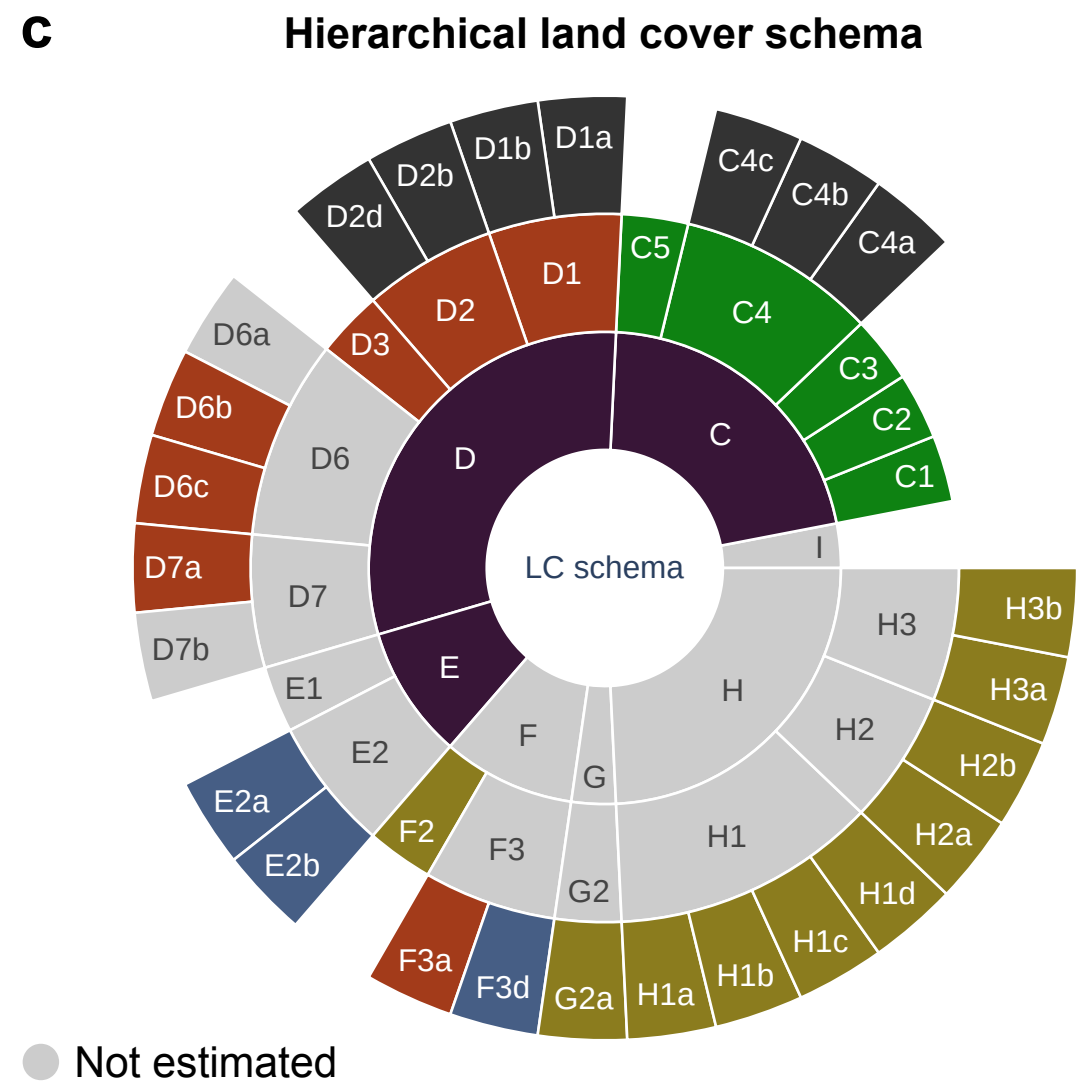 c
Hierarchical land cover schema
D1a
D1b
D2b
D2d
C4c
C4b
C4a
C5
D1
C4
D2
D3
C3
C2
C1
D6a
D6b
D6
D6c
D
C
I
LC schema
D7a
D7
D7b
E
E1
E2
E2a
E2b
F
G
H
H3
H3b
H3a
H2
H2b
H2a
H1
H1d
H1c
H1b
H1a
F2
F3
G2
F3a
F3d
G2a
Not estimated